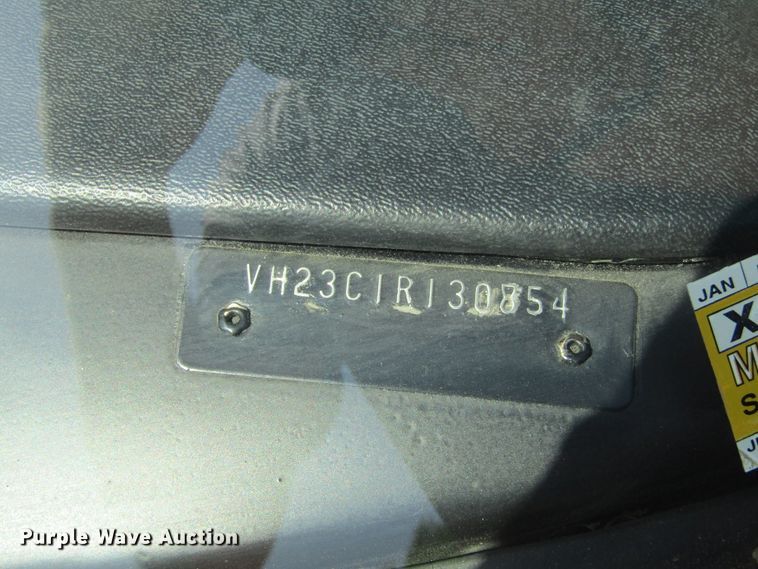 VH23C1R130854
JAN
X
M
S
Purple Wave Auction